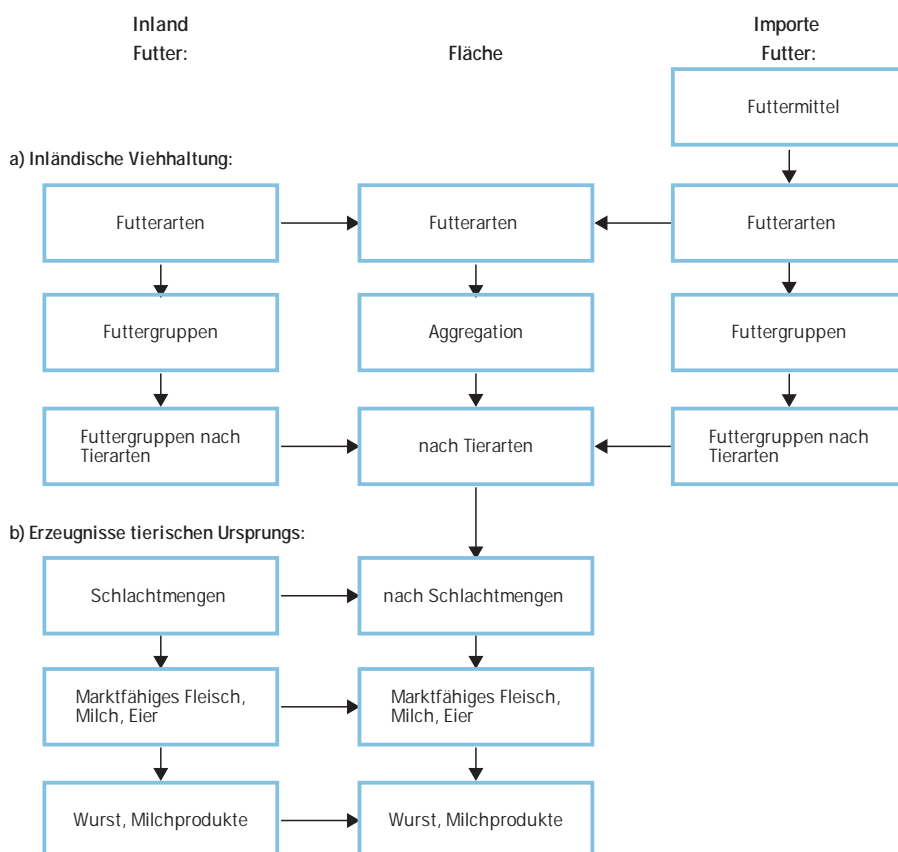 Inland
Futter:
Fläche
Importe
Futter:
Futtermittel
a) Inländische Viehhaltung:
Futterarten
Futterarten
Futterarten
Futtergruppen
Aggregation
Futtergruppen
Futtergruppen nach
Tierarten
nach Tierarten
Futtergruppen nach
Tierarten
b) Erzeugnisse tierischen Ursprungs:
Schlachtmengen
nach Schlachtmengen
Marktfähiges Fleisch,
Milch, Eier
Marktfähiges Fleisch,
Milch, Eier
Wurst, Milchprodukte
Wurst, Milchprodukte